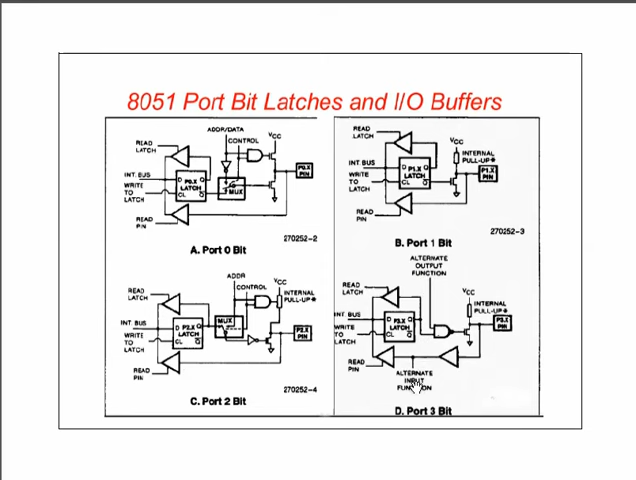 8051 Port Bit Latches and I/O Buffers
ADDR/DATA
CONTROL
VCC
READ
LATCH
INT. BUS
WRITE
TO
LATCH
D P0.X Q
LATCH
CL Q
MUX
P0.X
PIN
READ
PIN
270252-2
A. Port 0 Bit
READ
LATCH
VCC
INTERNAL
PULL-UP*
INT. BUS
WRITE
TO
LATCH
D P1.X Q
LATCH
CL Q
P1.X
PIN
READ
PIN
270252-3
B. Port 1 Bit
ADDR
CONTROL
VCC
READ
LATCH
INTERNAL
PULL-UP*
INT. BUS
WRITE
TO
LATCH
D P2.X Q
LATCH
CL Q
MUX
P2.X
PIN
READ
PIN
270252-4
C. Port 2 Bit
ALTERNATE
OUTPUT
FUNCTION
READ
LATCH
VCC
INTERNAL
PULL-UP*
INT. BUS
WRITE
TO
LATCH
D P3.X Q
LATCH
CL Q
P3.X
PIN
READ
PIN
ALTERNATE
INPUT
FUNCTION
D. Port 3 Bit